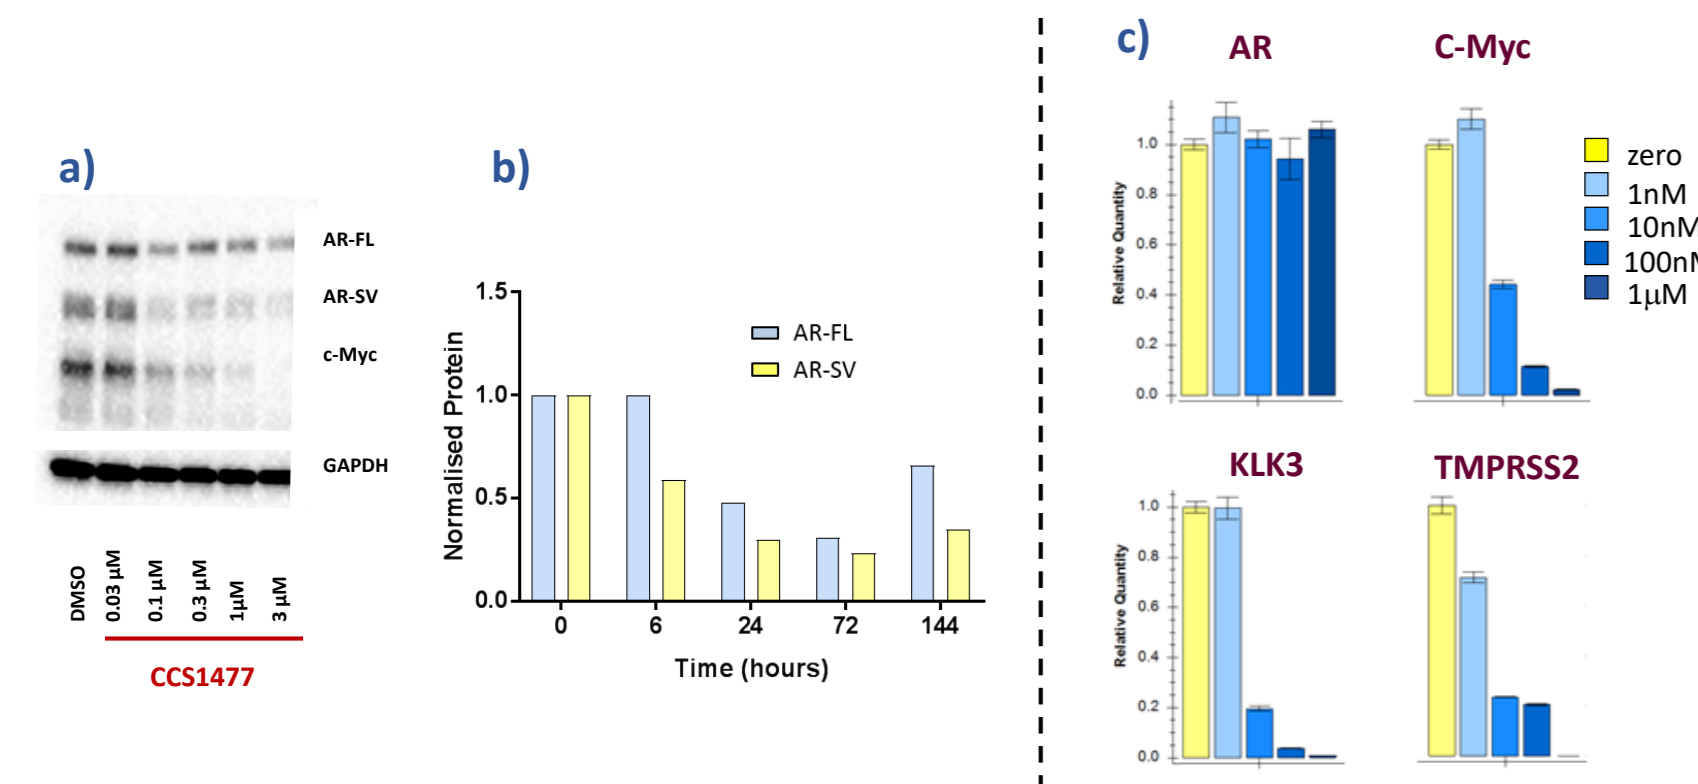 a)
AR-FL
AR-SV
c-Myc
GAPDH
DMSO
0.03 µM
0.1 µM
0.3 µM
1µM
3 µM
CCS1477
b)
Normalised Protein
1.5
1.0
0.5
0.0
AR-FL
AR-SV
0
6
24
72
144
Time (hours)
c)
AR
Relative Quantity
1.0
0.8
0.6
0.4
0.2
0.0
C-Myc
zero
1nM
10nM
100nM
1µM
KLK3
Relative Quantity
1.0
0.8
0.6
0.4
0.2
0.0
TMPRSS2